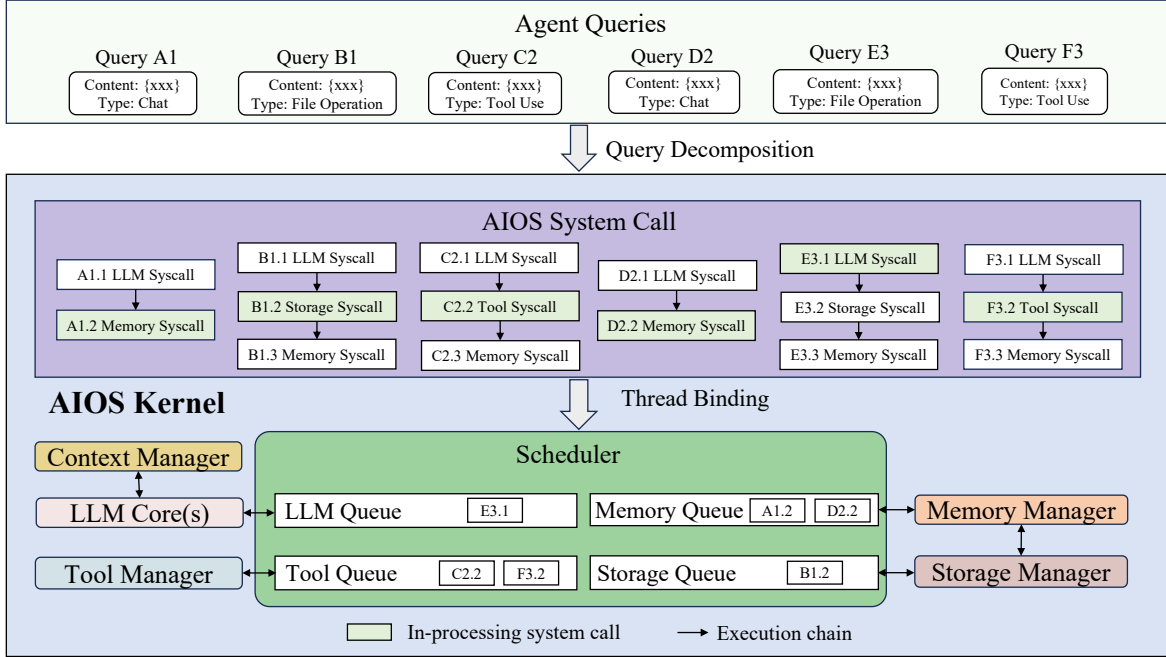 Agent Queries
Query A1
Content: {xxx}
Type: Chat
Query B1
Content: {xxx}
Type: File Operation
Query C2
Content: {xxx}
Type: Tool Use
Query D2
Content: {xxx}
Type: Chat
Query E3
Content: {xxx}
Type: File Operation
Query F3
Content: {xxx}
Type: Tool Use
Query Decomposition
AIOS System Call
A1.1 LLM Syscall
A1.2 Memory Syscall
B1.1 LLM Syscall
B1.2 Storage Syscall
B1.3 Memory Syscall
C2.1 LLM Syscall
C2.2 Tool Syscall
C2.3 Memory Syscall
D2.1 LLM Syscall
D2.2 Memory Syscall
E3.1 LLM Syscall
E3.2 Storage Syscall
E3.3 Memory Syscall
F3.1 LLM Syscall
F3.2 Tool Syscall
F3.3 Memory Syscall
AIOS Kernel
Thread Binding
Scheduler
Context Manager
LLM Core(s)
Tool Manager
LLM Queue
E3.1
Memory Queue
A1.2
D2.2
Tool Queue
C2.2
F3.2
Storage Queue
B1.2
Memory Manager
Storage Manager
In-processing system call
Execution chain